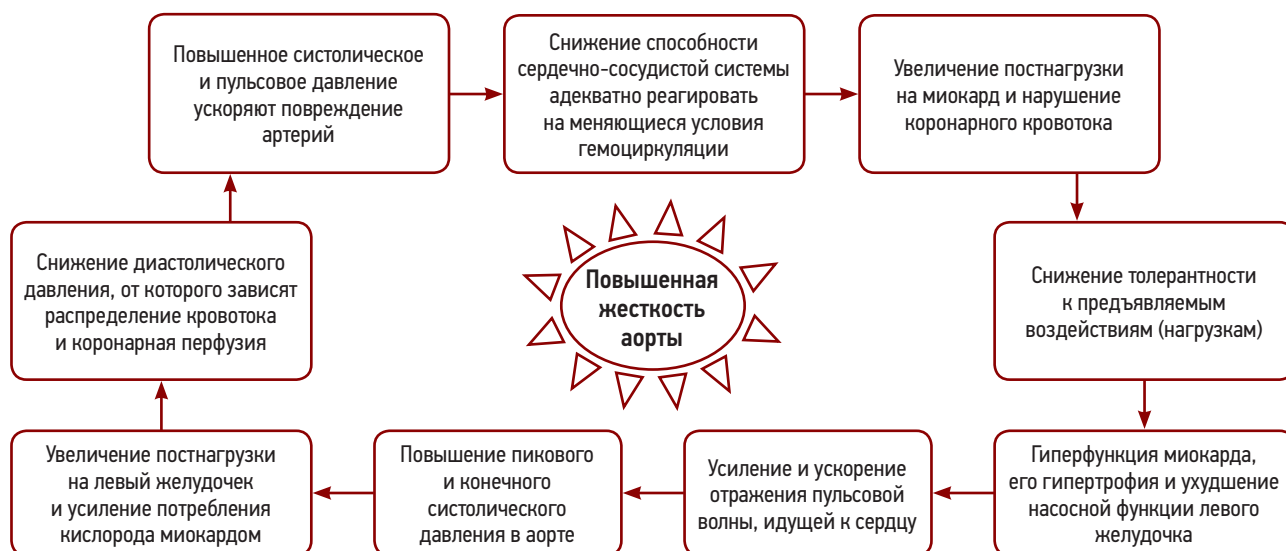 Повышенное систолическое
и пульсовое давление
ускоряют повреждение
артерий
Снижение способности
сердечно-сосудистой системы
адекватно реагировать
на меняющиеся условия
гемоциркуляции
Увеличение постнагрузки
на миокард и нарушение
коронарного кровотока
Снижение диастолического
давления, от которого зависят
распределение кровотока
и коронарная перфузия
Повышенная
жесткость
аорты
Снижение толерантности
к предъявляемым
воздействиям (нагрузкам)
Увеличение постнагрузки
на левый желудочек
и усиление потребления
кислорода миокардом
Повышение пикового
и конечного
систолического
давления в аорте
Усиление и ускорение
отражения пульсовой
волны, идущей к сердцу
Гиперфункция миокарда,
его гипертрофия и ухудшение
насосной функции левого
желудочка